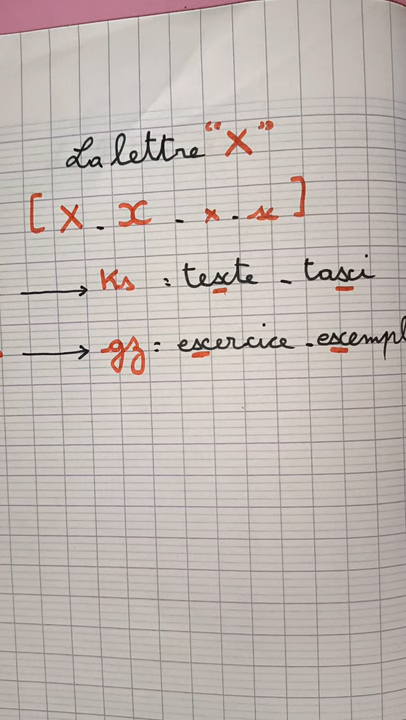 La lettre "X"
[ X - X - x - x ]
→ Ks : texte - taxi
→ gz = exercice - exempl